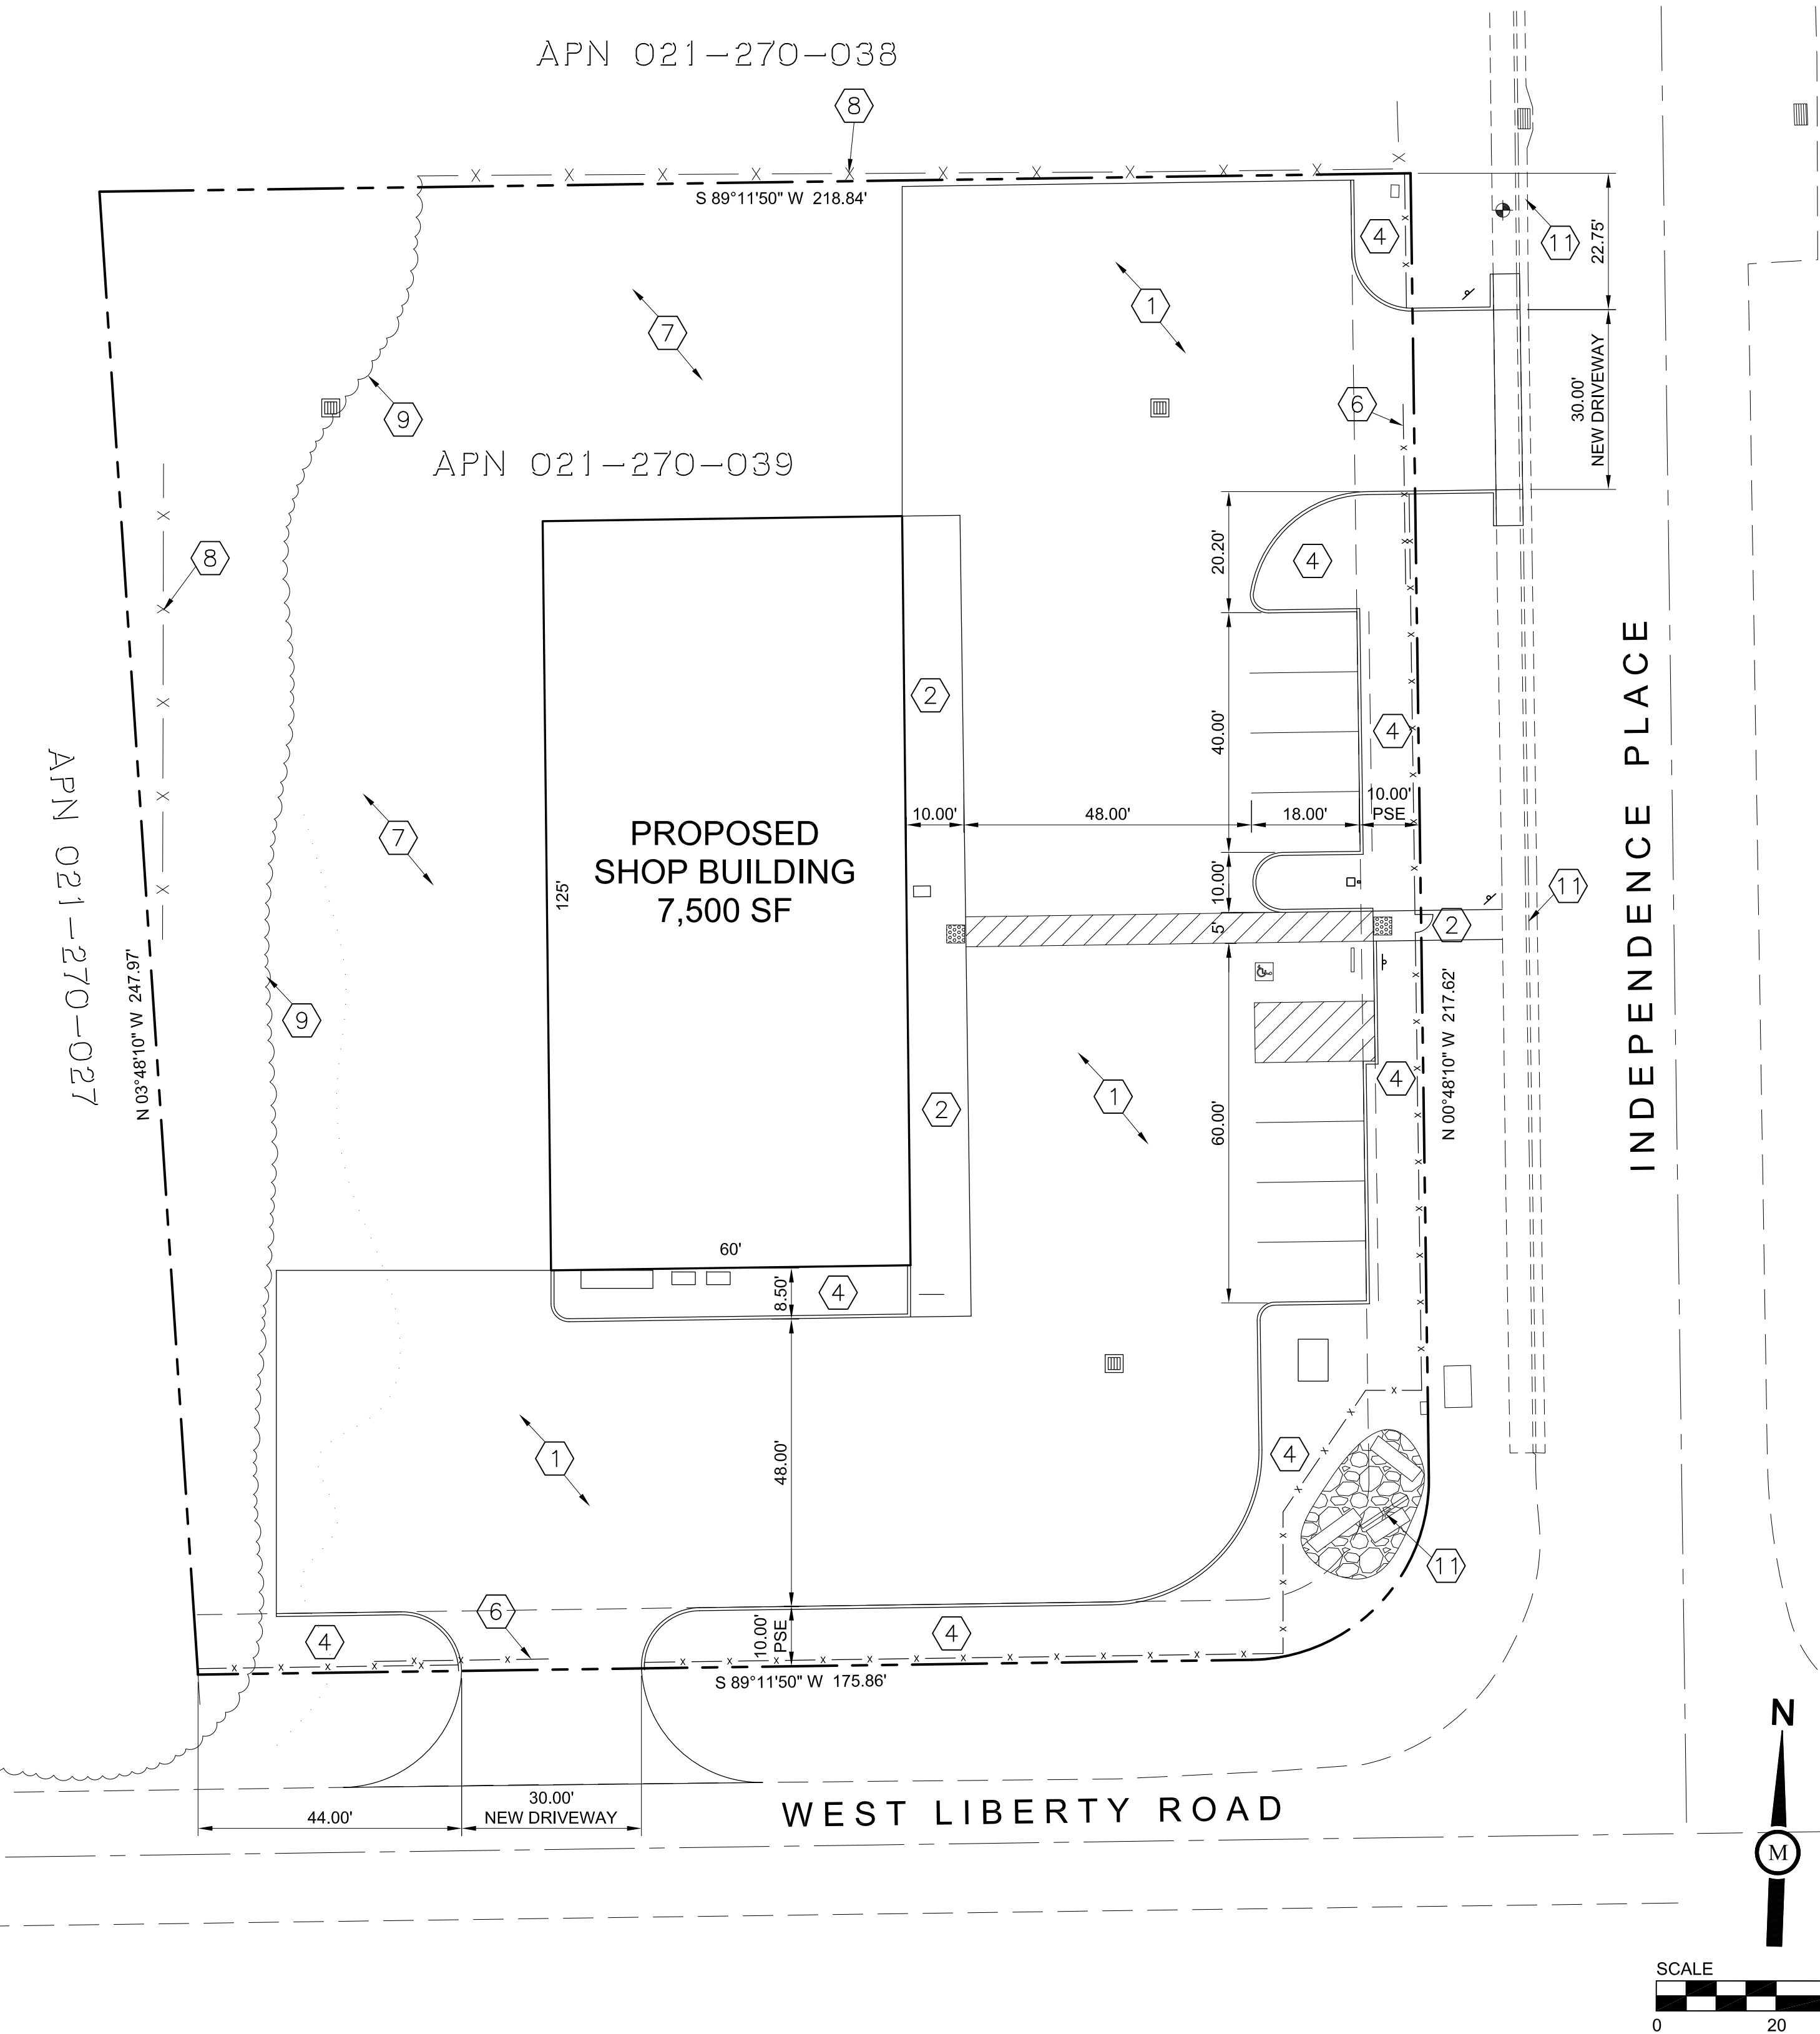 APN 021-270-038
8
S 89°11'50" W 218.84'
4
11
22.75'
1
7
30.00'
NEW DRIVEWAY
6
9
APN 021-270-039
8
4
20.20'
INDEPENDENCE PLACE
2
4
40.00'
APN 021-270-027
7
PROPOSED
SHOP BUILDING
7,500 SF
125'
10.00'
48.00'
18.00'
10.00'
PSE
10.00'
11
2
5'
N 03°48'10" W 247.97'
9
N 00°48'10" W 217.62'
4
1
2
60.00'
60'
8.50'
4
48.00'
1
4
11
6
4
10.00'
PSE
4
S 89°11'50" W 175.86'
N
44.00'
30.00'
NEW DRIVEWAY
WEST LIBERTY ROAD
M
SCALE
0 20